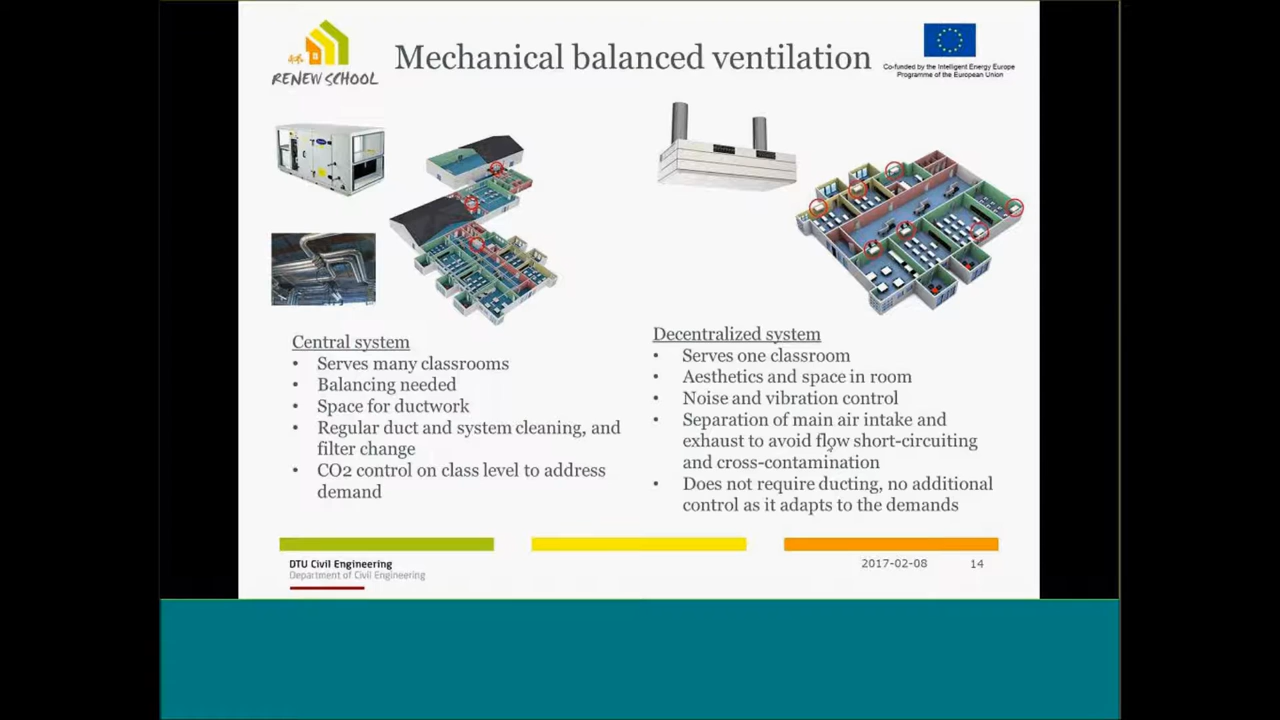 RENEW SCHOOL
Mechanical balanced ventilation
Co-funded by the Intelligent Energy Europe
Programme of the European Union
Central system
• Serves many classrooms
• Balancing needed
• Space for ductwork
• Regular duct and system cleaning, and
filter change
• CO2 control on class level to address
demand
Decentralized system
• Serves one classroom
• Aesthetics and space in room
• Noise and vibration control
• Separation of main air intake and
exhaust to avoid flow short-circuiting
and cross-contamination
• Does not require ducting, no additional
control as it adapts to the demands
DTU Civil Engineering
Department of Civil Engineering
2017-02-08
14